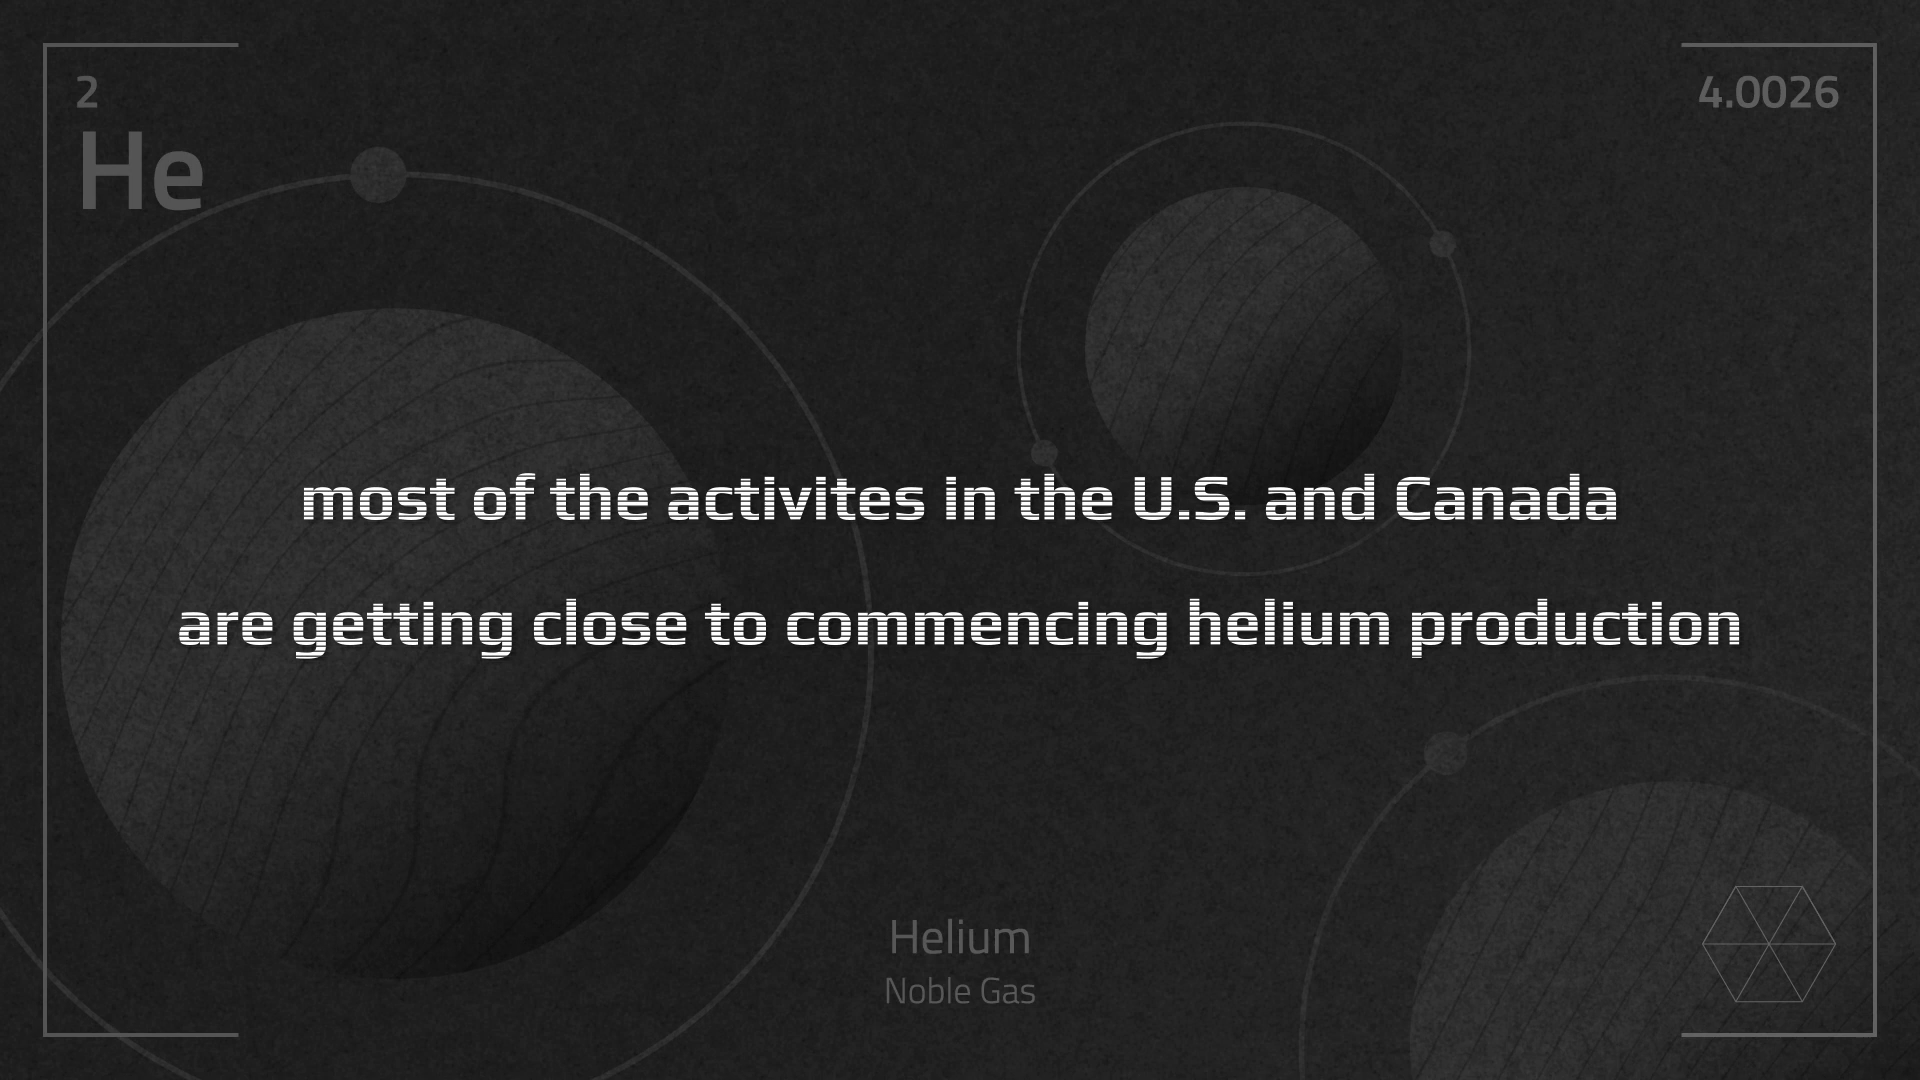 2
4.0026
He
most of the activites in the U.S. and Canada
are getting close to commencing helium production
Helium
Noble Gas